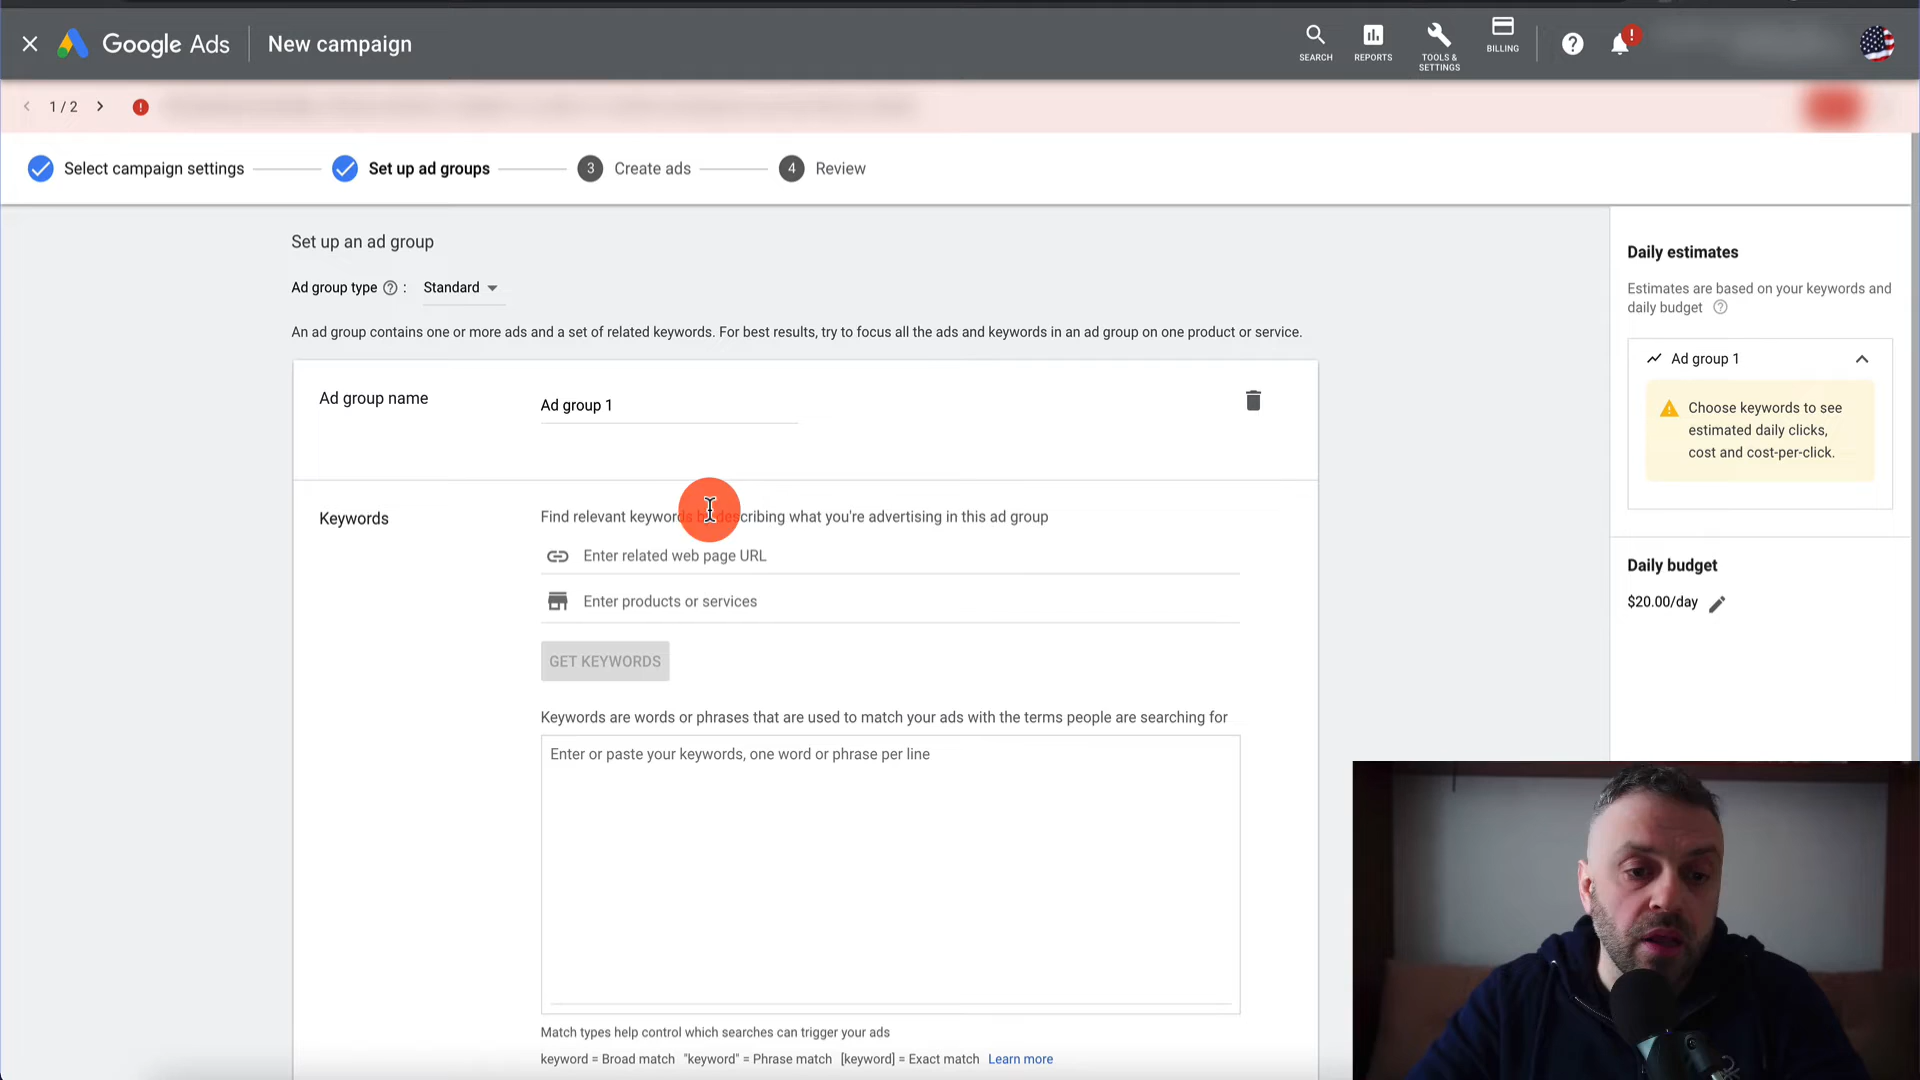 Google Ads
New campaign
SEARCH
REPORTS
TOOLS &
SETTINGS
BILLING
1 / 2
Select campaign settings
Set up ad groups
3
Create ads
4
Review
Set up an ad group
Ad group type
:
Standard
An ad group contains one or more ads and a set of related keywords. For best results, try to focus all the ads and keywords in an ad group on one product or service.
Ad group name
Ad group 1
Keywords
Find relevant keywords describing what you're advertising in this ad group
Enter related web page URL
Enter products or services
GET KEYWORDS
Keywords are words or phrases that are used to match your ads with the terms people are searching for
Enter or paste your keywords, one word or phrase per line
Match types help control which searches can trigger your ads
keyword = Broad match "keyword" = Phrase match [keyword] = Exact match Learn more
Daily estimates
Estimates are based on your keywords and
daily budget
Ad group 1
Choose keywords to see
estimated daily clicks,
cost and cost-per-click.
Daily budget
$20.00/day